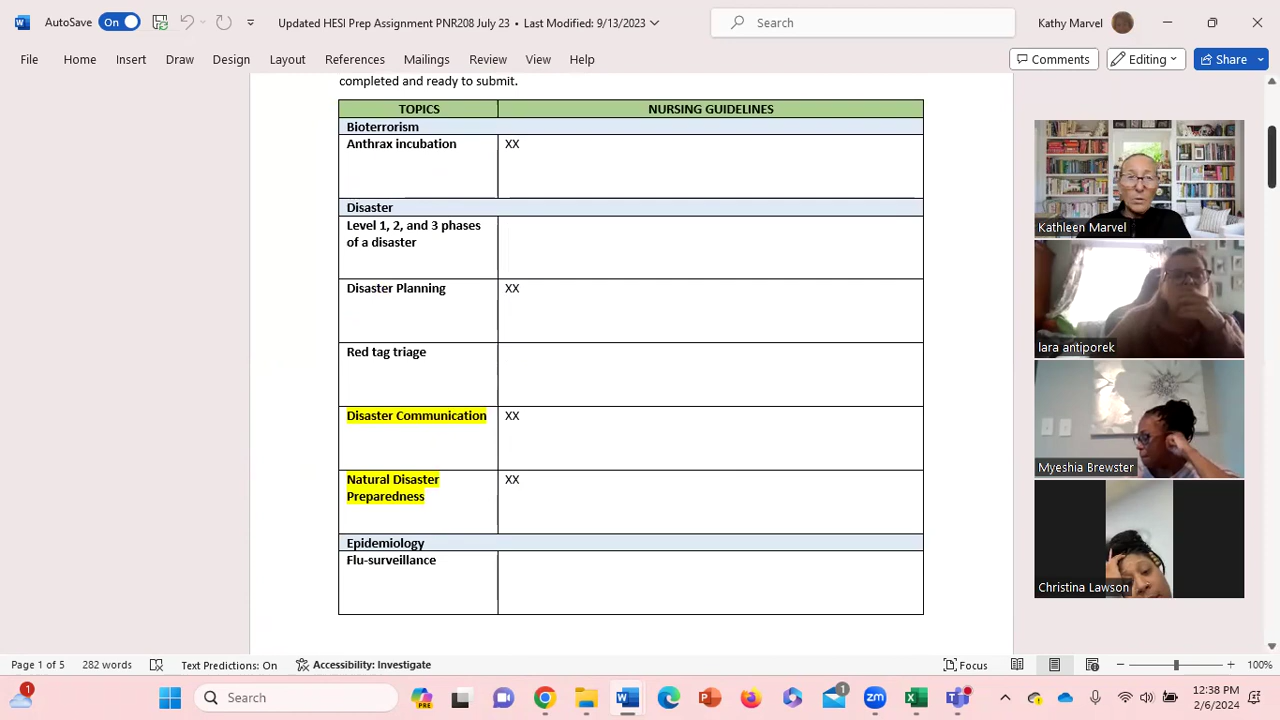 AutoSave
On
Updated HESI Prep Assignment PNR208 July 23 • Last Modified: 9/13/2023
Search
Kathy Marvel
File Home Insert Draw Design Layout References Mailings Review View Help
Comments
Editing
Share
completed and ready to submit.
TOPICS
NURSING GUIDELINES
Bioterrorism
Anthrax incubation
XX
Disaster
Level 1, 2, and 3 phases
of a disaster
Disaster Planning
XX
Red tag triage
Disaster Communication
XX
Natural Disaster
XX
Preparedness
Epidemiology
Flu-surveillance
Kathleen Marvel
lara antiporek
Myeshia Brewster
Christina Lawson
Page 1 of 5
282 words
Text Predictions: On
Accessibility: Investigate
Focus
100%
1
Search
PRE
1
zm
12:38 PM
2/6/2024